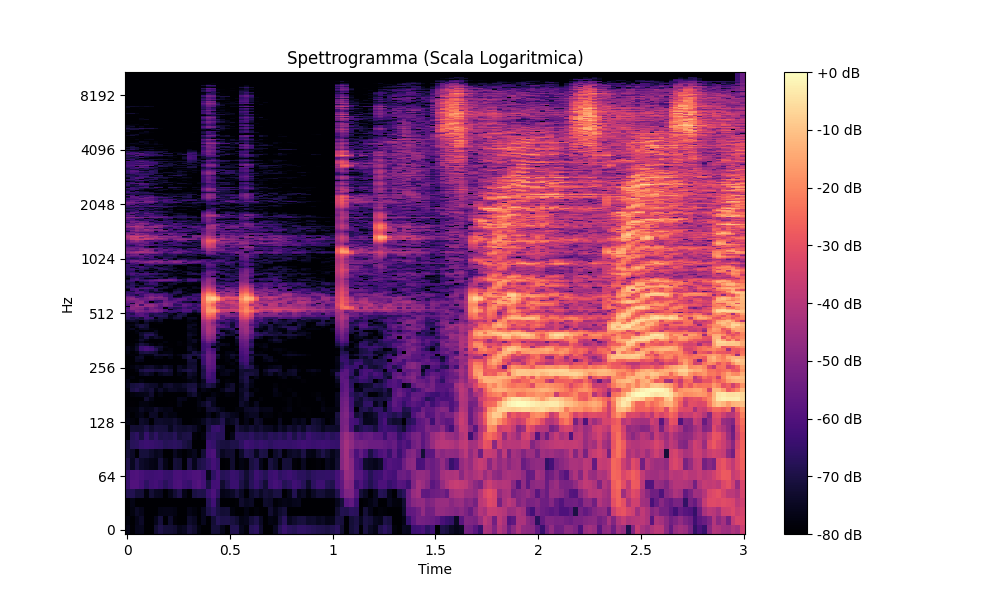 Spettrogramma (Scala Logaritmica)
Hz
8192
4096
2048
1024
512
256
128
64
0
0
0.5
1
1.5
2
2.5
3
Time
+0 dB
-10 dB
-20 dB
-30 dB
-40 dB
-50 dB
-60 dB
-70 dB
-80 dB